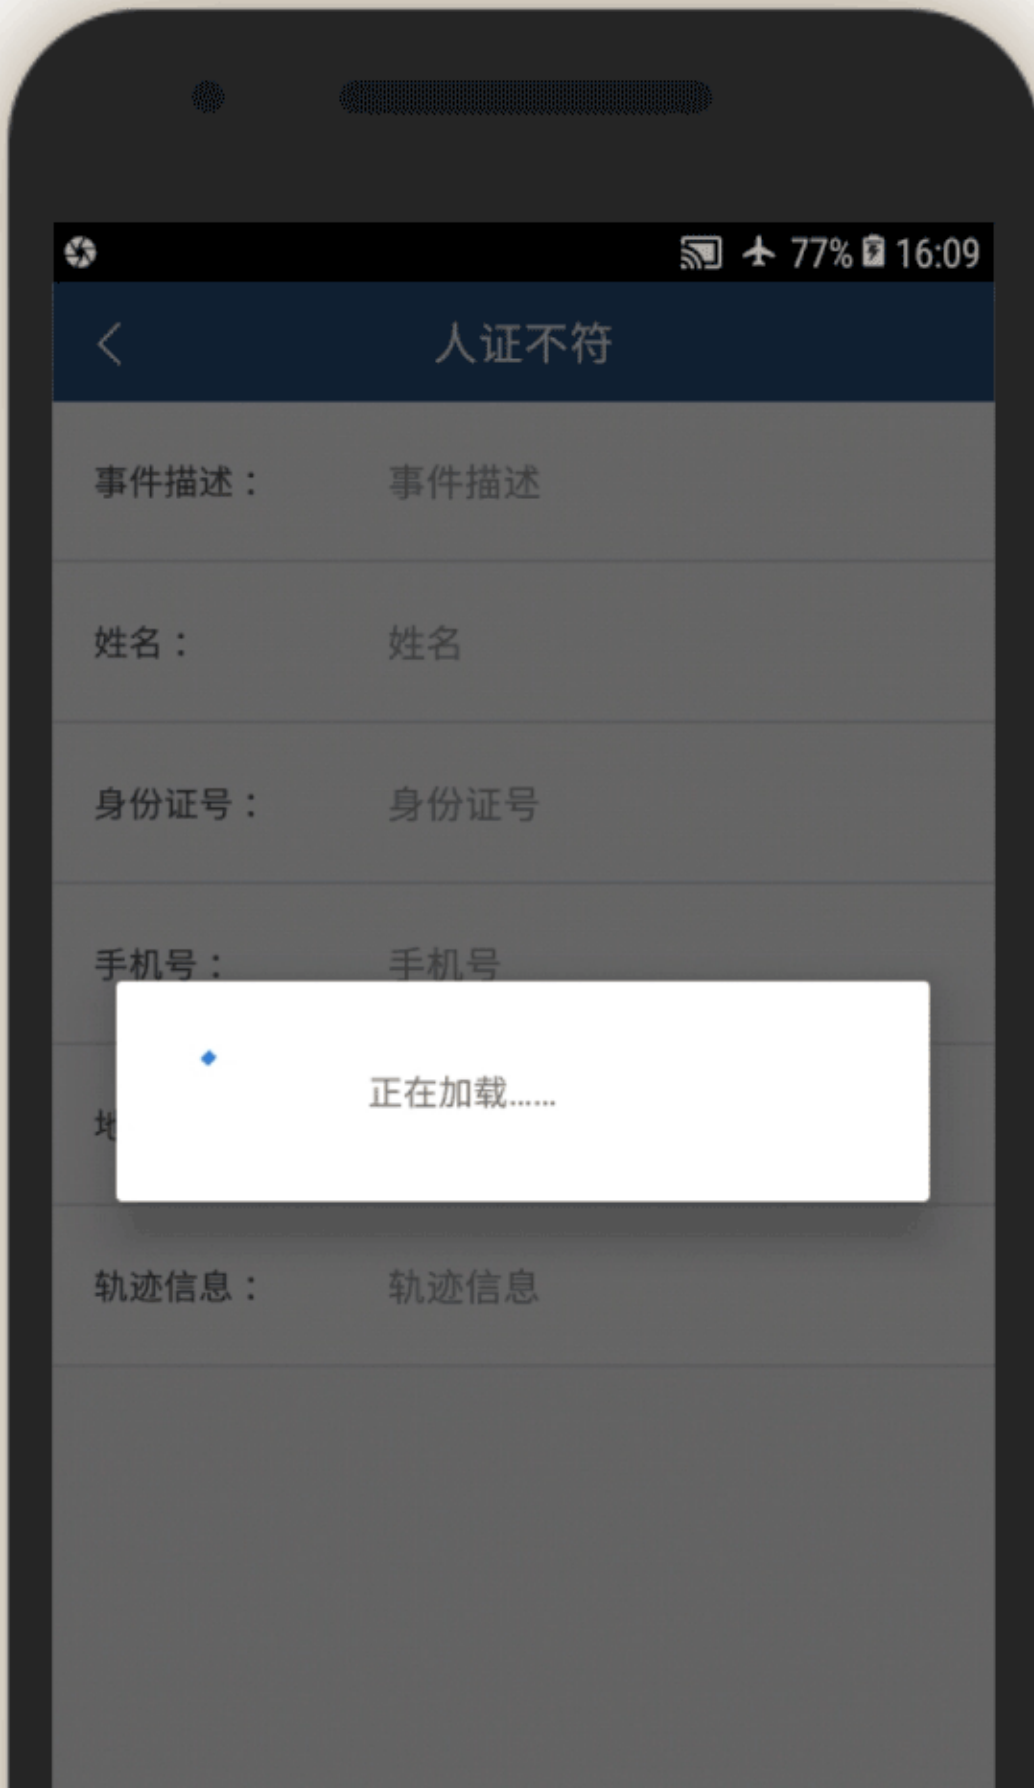 77% 16:09
人证不符
事件描述： 事件描述
姓名： 姓名
身份证号： 身份证号
手机号： 手机号
正在加载......
地
轨迹信息： 轨迹信息